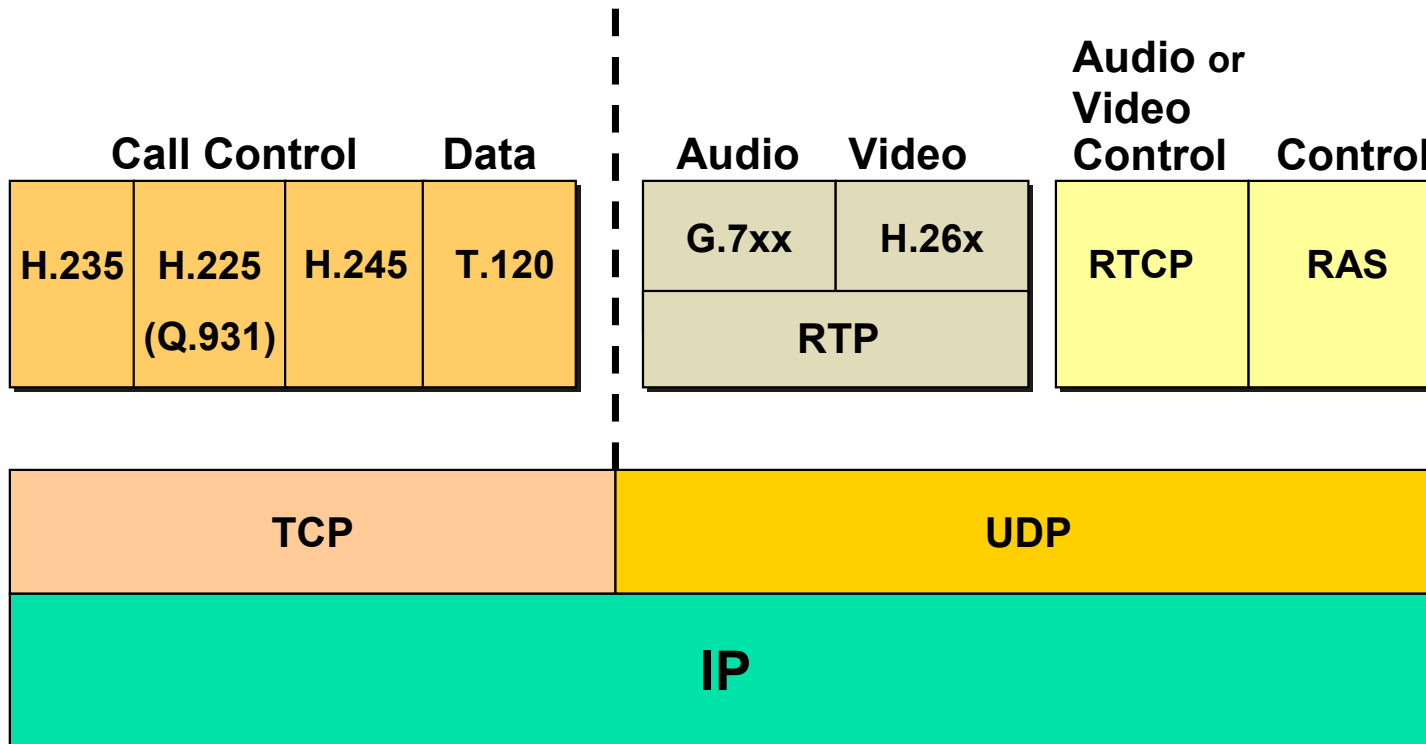 Audio or
Video
Call Control Data Audio Video Control Control
H.235 H.225 H.245 T.120 G.7xx H.26x RTCP RAS
(Q.931) RTP
TCP UDP
IP